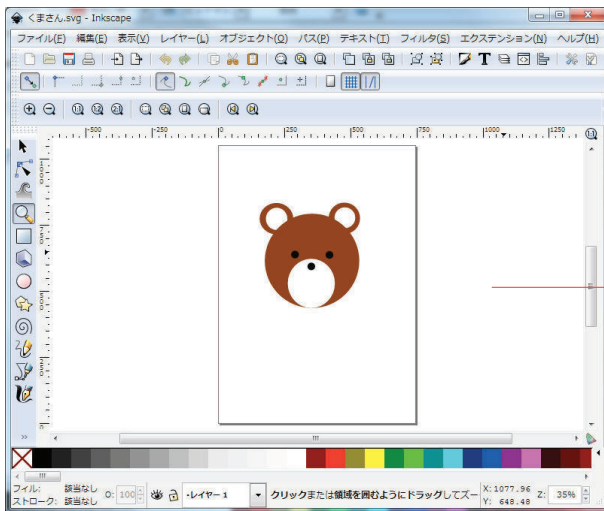 くまさん.svg - Inkscape
ファイル(F) 編集(E) 表示(V) レイヤー(L) オブジェクト(O) パス(P) テキスト(T) フィルタ(S) エクステンション(N) ヘルプ(H)
-500 -250 0 250 500 750 1000 1250
フィル: 該当なし
ストローク: 該当なし
O: 100
-レイヤー 1
クリックまたは領域を囲むようにドラッグしてズー
X:1077.96
Y: 648.48
Z: 35%